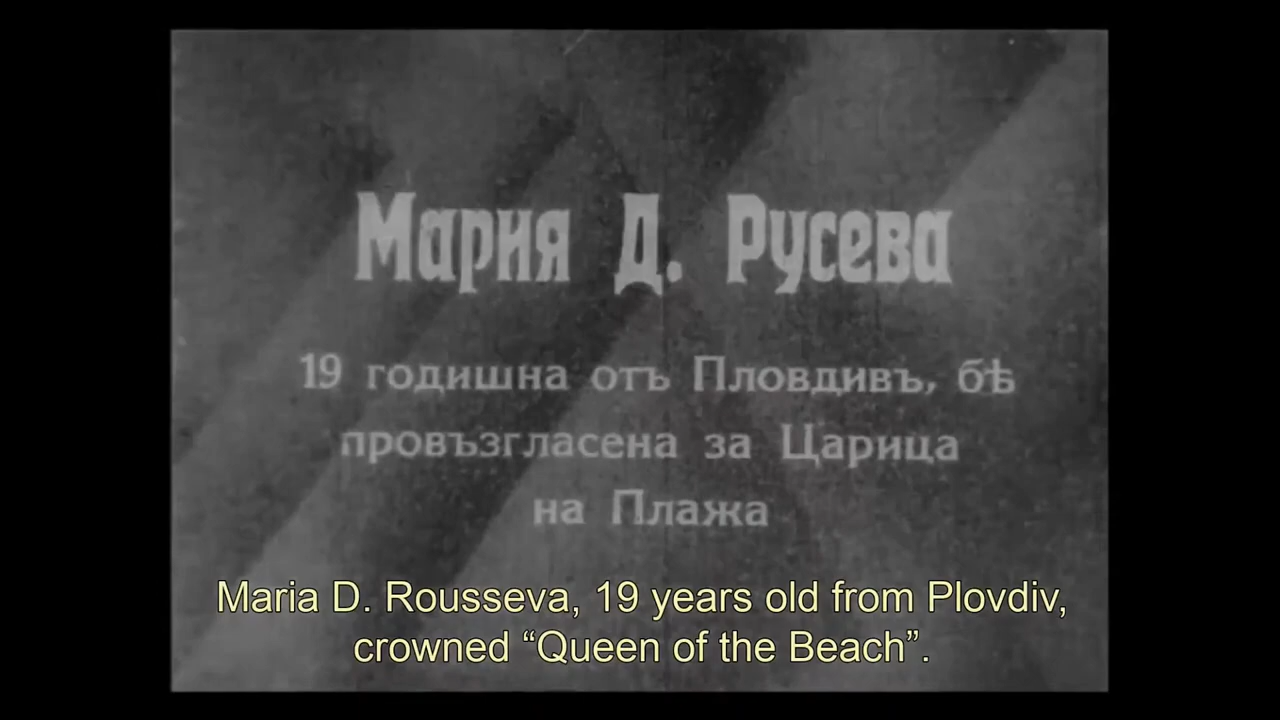 Мария Д. Русева
19 годишна отъ Пловдивъ, бѣ
провъзгласена за Царица
на Плажа
Maria D. Rousseva, 19 years old from Plovdiv,
crowned “Queen of the Beach”.